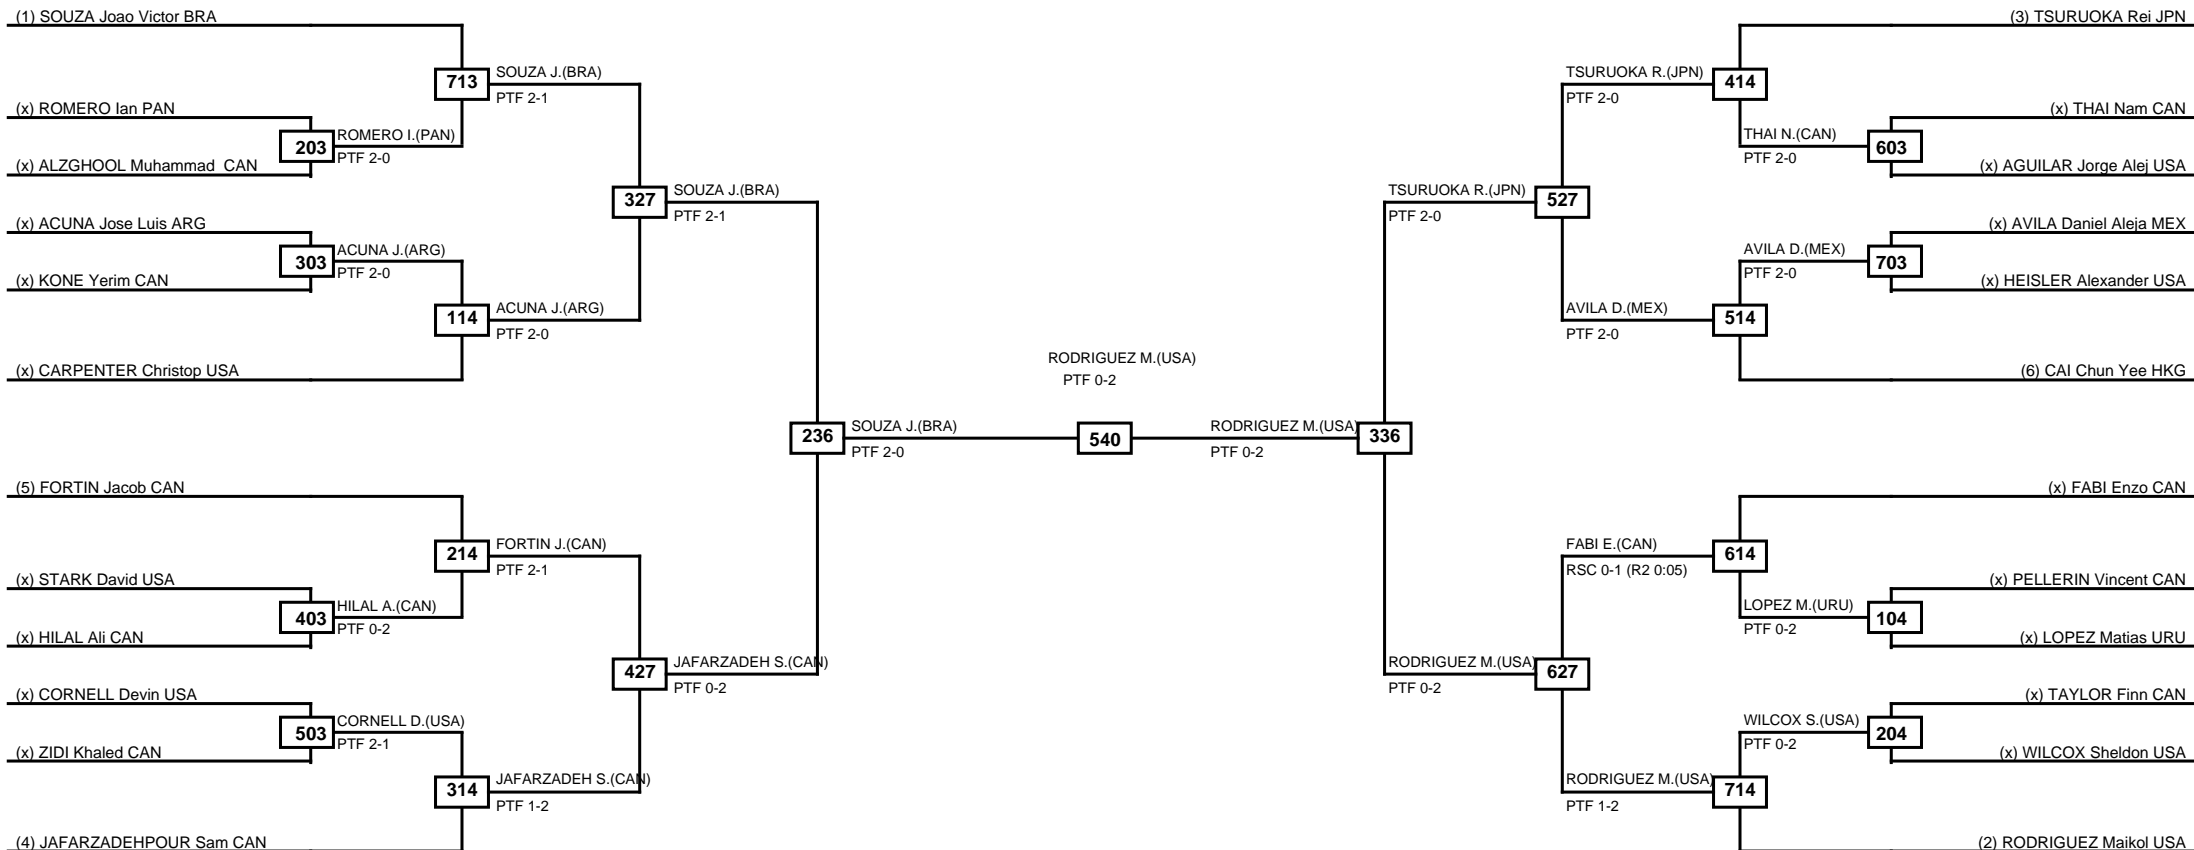 (1) SOUZA Joao Victor BRA
(x) ROMERO Ian PAN
(x) ALZGHOOL Muhammad  CAN
(x) ACUNA Jose Luis ARG
(x) KONE Yerim CAN
(x) CARPENTER Christop USA
(5) FORTIN Jacob CAN
(x) STARK David USA
(x) HILAL Ali CAN
(x) CORNELL Devin USA
(x) ZIDI Khaled CAN
(4) JAFARZADEHPOUR Sam CAN
203
ROMERO I.(PAN)
PTF 2-0
303
ACUNA J.(ARG)
PTF 2-0
403
HILAL A.(CAN)
PTF 0-2
503
CORNELL D.(USA)
PTF 2-1
713
SOUZA J.(BRA)
PTF 2-1
114
ACUNA J.(ARG)
PTF 2-0
214
FORTIN J.(CAN)
PTF 2-1
314
JAFARZADEH S.(CAN)
PTF 1-2
327
SOUZA J.(BRA)
PTF 2-1
427
JAFARZADEH S.(CAN)
PTF 0-2
236
SOUZA J.(BRA)
PTF 2-0
RODRIGUEZ M.(USA)
PTF 0-2
540
RODRIGUEZ M.(USA)
PTF 0-2
336
TSURUOKA R.(JPN)
PTF 2-0
527
RODRIGUEZ M.(USA)
PTF 0-2
627
TSURUOKA R.(JPN)
PTF 2-0
414
AVILA D.(MEX)
PTF 2-0
514
FABI E.(CAN)
RSC 0-1 (R2 0:05)
614
RODRIGUEZ M.(USA)
PTF 1-2
714
THAI N.(CAN)
PTF 2-0
603
AVILA D.(MEX)
PTF 2-0
703
LOPEZ M.(URU)
PTF 0-2
104
WILCOX S.(USA)
PTF 0-2
204
(3) TSURUOKA Rei JPN
(x) THAI Nam CAN
(x) AGUILAR Jorge Alej USA
(x) AVILA Daniel Aleja MEX
(x) HEISLER Alexander USA
(6) CAI Chun Yee HKG
(x) FABI Enzo CAN
(x) PELLERIN Vincent CAN
(x) LOPEZ Matias URU
(x) TAYLOR Finn CAN
(x) WILCOX Sheldon USA
(2) RODRIGUEZ Maikol USA